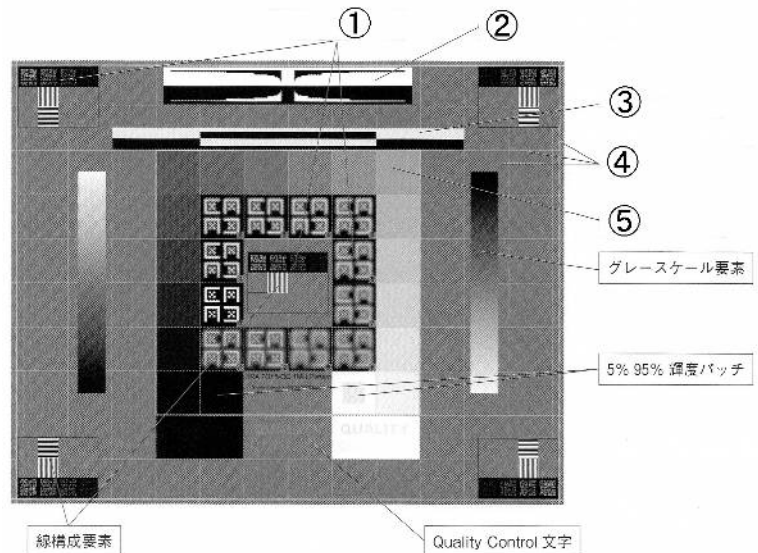 ①
②
③
④
⑤
グレースケール要素
5% 95% 輝度パッチ
QUALITY
線構成要素
Quality Control 文字